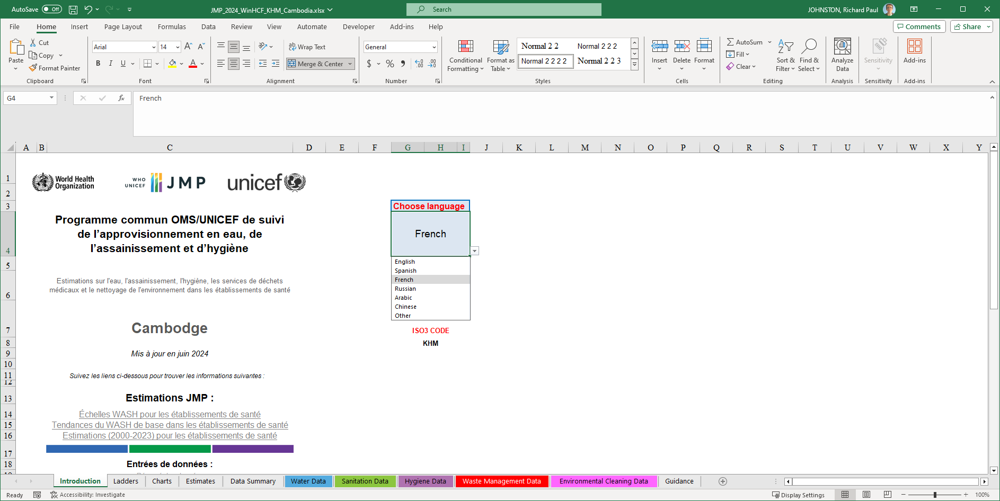 AutoSave Off
JMP_2024_WinHCF_KHM_Cambodia.xlsx
Search
JOHNSTON, Richard Paul
File Home Insert Page Layout Formulas Data Review View Automate Developer Add-ins Help
Comments Share
Paste
Cut
Copy
Format Painter
Clipboard
Arial 14
B I U
Font
Wrap Text
Merge & Center
Alignment
General
$ %
Number
Conditional Formatting
Format as Table
Normal 2 2 Normal 2 2 2
Normal 2 2 2 2 Normal 2 2 3
Styles
Insert Delete Format
Cells
AutoSum
Fill
Clear
Sort & Filter
Find & Select
Editing
Analyze Data
Analysis
Sensitivity
Sensitivity
Add-ins
Add-ins
G4
fx
French
A B C D E F G H I J K L M N O P Q R S T U V W X Y
1
2
3
4
5
6
7
8
9
10
11
12
13
14
15
16
17
18
World Health
Organization
WHO
UNICEF
JMP
unicef
Choose language
French
English
Spanish
French
Russian
Arabic
Chinese
Other
ISO3 CODE
KHM
Programme commun OMS/UNICEF de suivi
de l’approvisionnement en eau, de
l’assainissement et d’hygiène
Estimations sur l'eau, l'assainissement, l'hygiène, les services de déchets
médicaux et le nettoyage de l'environnement dans les établissements de santé
Cambodge
Mis à jour en juin 2024
Suivez les liens ci-dessous pour trouver les informations suivantes :
Estimations JMP :
Échelles WASH pour les établissements de santé
Tendances du WASH de base dans les établissements de santé
Estimations (2000-2023) pour les établissements de santé
Entrées de données :
Introduction Ladders Charts Estimates Data Summary Water Data Sanitation Data Hygiene Data Waste Management Data Environmental Cleaning Data Guidance
Ready
Accessibility: Investigate
Display Settings
100%